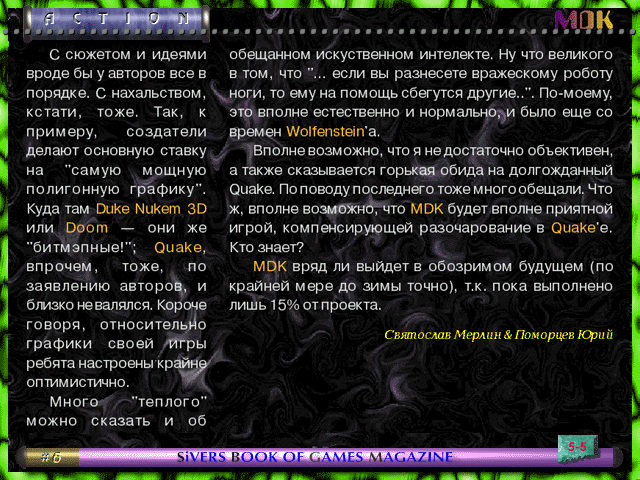 ACTION
MDK
С сюжетом и идеями
вроде бы у авторов все в
порядке. С нахальством,
кстати, тоже. Так, к
примеру, создатели
делают основную ставку
на "самую мощную
полигонную графику".
Куда там Duke Nukem 3D
или Doom — они же
"битмэпные!"; Quake,
впрочем, тоже, по
заявлению авторов, и
близко не валялся. Короче
говоря, относительно
графики своей игры
ребята настроены крайне
оптимистично.
Много "теплого"
можно сказать и об
обещанном искуственном интелекте. Ну что великого
в том, что "... если вы разнесете вражескому роботу
ноги, то ему на помощь сбегутся другие..". По-моему,
это вполне естественно и нормально, и было еще со
времен Wolfenstein'а.
Вполне возможно, что я не достаточно объективен,
а также сказывается горькая обида на долгожданный
Quake. По поводу последнего тоже много обещали. Что
ж, вполне возможно, что MDK будет вполне приятной
игрой, компенсирующей разочарование в Quake'е.
Кто знает?
MDK вряд ли выйдет в обозримом будущем (по
крайней мере до зимы точно), т.к. пока выполнено
лишь 15% от проекта.
Святослав Мерлин & Поморцев Юрий
#6
SiVERS BOOK OF GAMES MAGAZINE
5-5